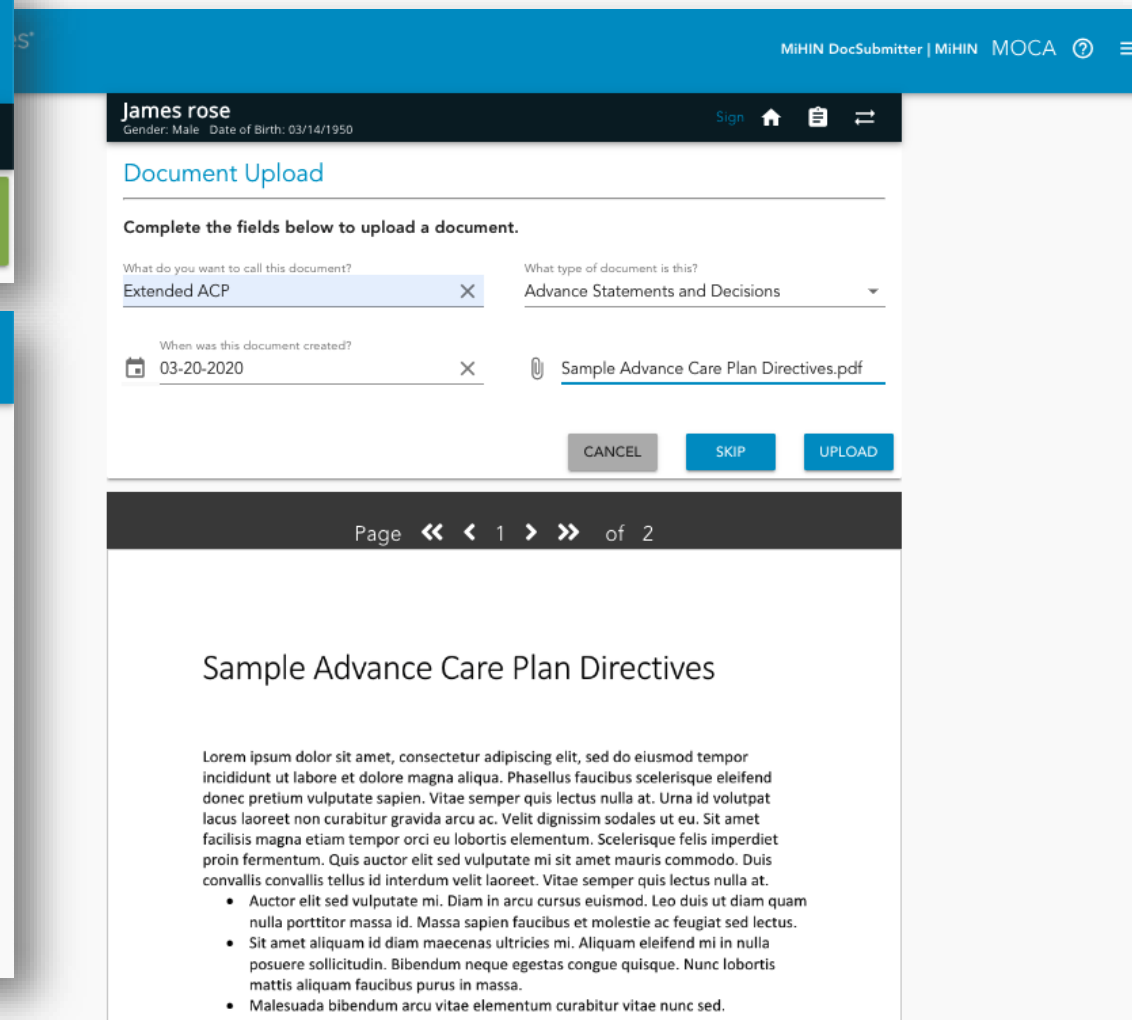 MiHIN DocSubmitter | MiHIN MOCA
James rose
Sign
Gender: Male Date of Birth: 03/14/1950
Document Upload
Complete the fields below to upload a document.
What do you want to call this document? What type of document is this?
Extended ACP Advance Statements and Decisions
When was this document created?
03-20-2020 Sample Advance Care Plan Directives.pdf
CANCEL SKIP UPLOAD
Page 1 of 2
Sample Advance Care Plan Directives
Lorem ipsum dolor sit amet, consectetur adipiscing elit, sed do eiusmod tempor
incididunt ut labore et dolore magna aliqua. Phasellus faucibus scelerisque eleifend
donec pretium vulputate sapien. Vitae semper quis lectus nulla at. Urna id volutpat
lacus laoreet non curabitur gravida arcu ac. Velit dignissim sodales ut eu. Sit amet
facilisis magna etiam tempor orci eu lobortis elementum. Scelerisque felis imperdiet
proin fermentum. Quis auctor elit sed vulputate mi sit amet mauris commodo. Duis
convallis convallis tellus id interdum velit laoreet. Vitae semper quis lectus nulla at.
• Auctor elit sed vulputate mi. Diam in arcu cursus euismod. Leo duis ut diam quam
nulla porttitor massa id. Massa sapien faucibus et molestie ac feugiat sed lectus.
• Sit amet aliquam id diam maecenas ultricies mi. Aliquam eleifend mi in nulla
posuere sollicitudin. Bibendum neque egestas congue quisque. Nunc lobortis
mattis aliquam faucibus purus in massa.
• Malesuada bibendum arcu vitae elementum curabitur vitae nunc sed.